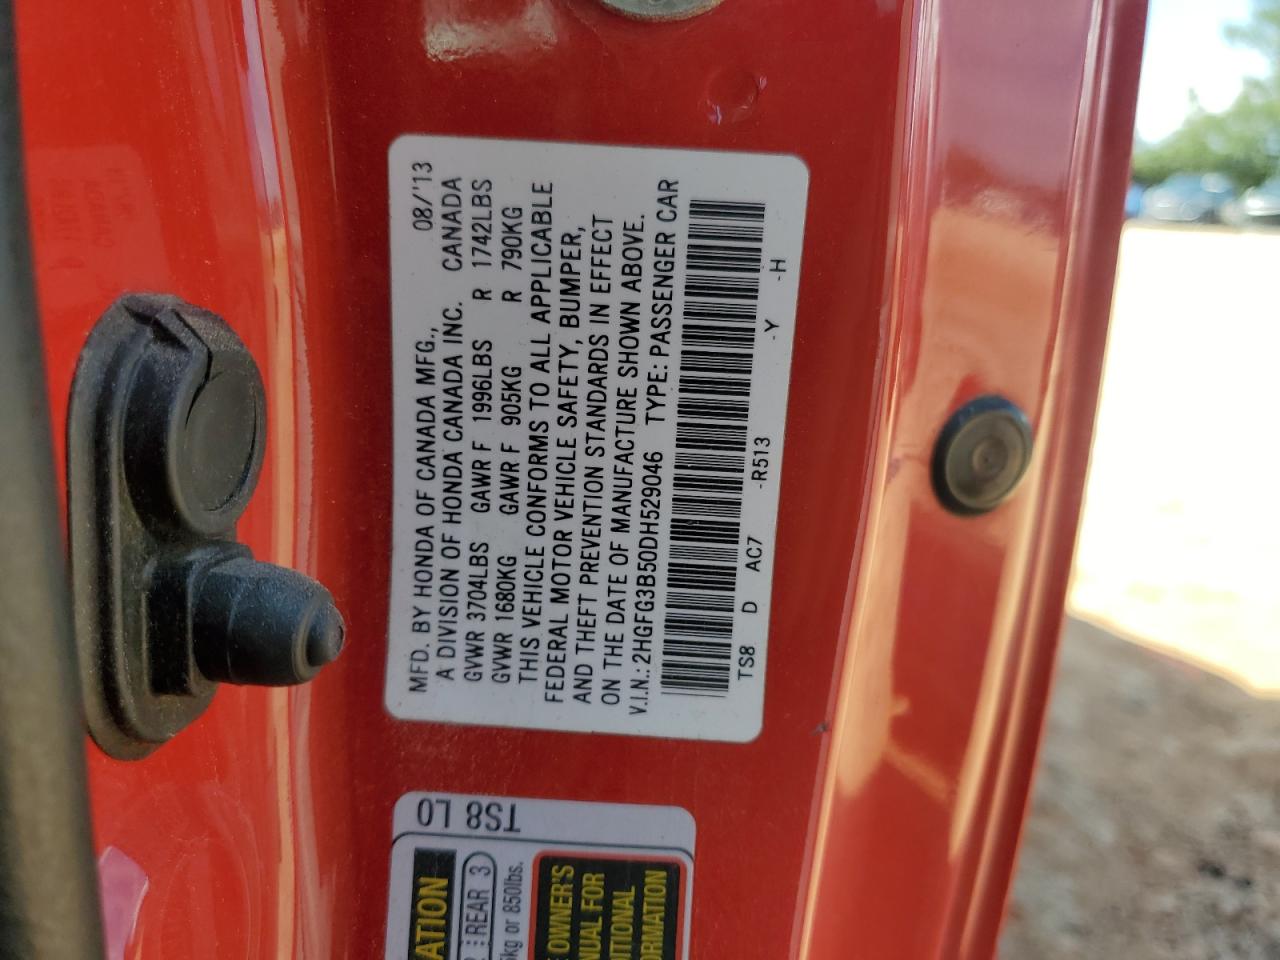 08/'13
MFD. BY HONDA OF CANADA MFG.,
A DIVISION OF HONDA CANADA INC. CANADA
GVWR 3704LBS GAWR F 1996LBS R 1742LBS
GVWR 1680KG GAWR F 905KG R 790KG
THIS VEHICLE CONFORMS TO ALL APPLICABLE
FEDERAL MOTOR VEHICLE SAFETY, BUMPER,
AND THEFT PREVENTION STANDARDS IN EFFECT
ON THE DATE OF MANUFACTURE SHOWN ABOVE.
V.I.N.: 2HGFG3B50DH529046 TYPE: PASSENGER CAR
TS8 D AC7 -R513 -Y -H
TS8 L0
ATION
REAR 3
kg or 850lbs.
OWNER'S
NUAL FOR
ITIONAL
ORMATION